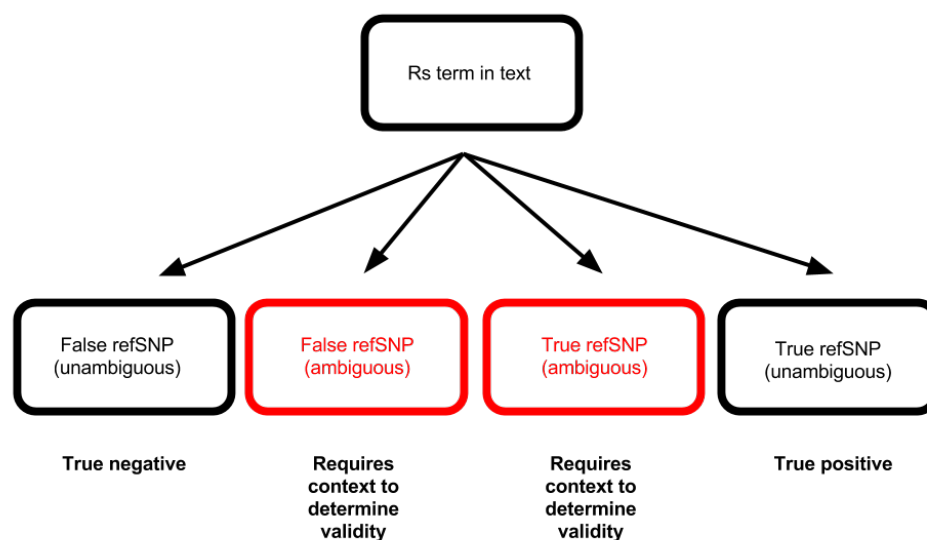 Rs term in text
False refSNP
(unambiguous)
False refSNP
(ambiguous)
True refSNP
(ambiguous)
True refSNP
(unambiguous)
True negative
Requires
context to
determine
validity
Requires
context to
determine
validity
True positive